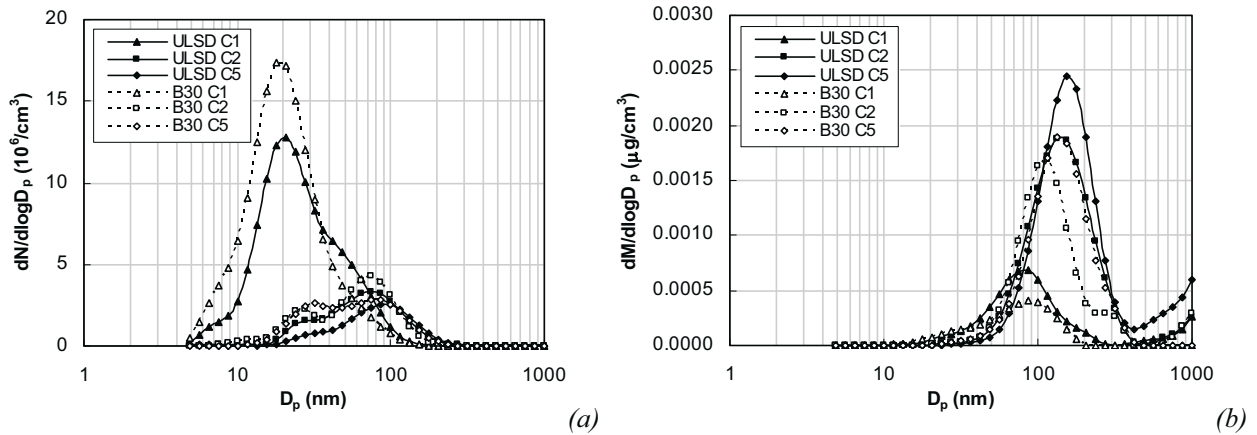 20
15
10
5
0
dN/dlogDp (10⁶/cm³)
ULSD C1
ULSD C2
ULSD C5
B30 C1
B30 C2
B30 C5
1 10 100 1000
Dp (nm)
(a)
0.0030
0.0025
0.0020
0.0015
0.0010
0.0005
0.0000
dM/dlogDp (µg/cm³)
ULSD C1
ULSD C2
ULSD C5
B30 C1
B30 C2
B30 C5
1 10 100 1000
Dp (nm)
(b)